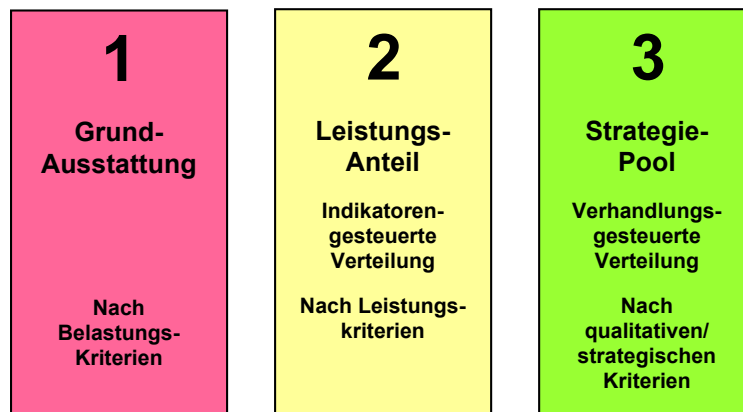 1
Grund-
Ausstattung
Nach
Belastungs-
Kriterien
2
Leistungs-
Anteil
Indikatoren-
gesteuerte
Verteilung
Nach Leistungs-
kriterien
3
Strategie-
Pool
Verhandlungs-
gesteuerte
Verteilung
Nach
qualitativen/
strategischen
Kriterien